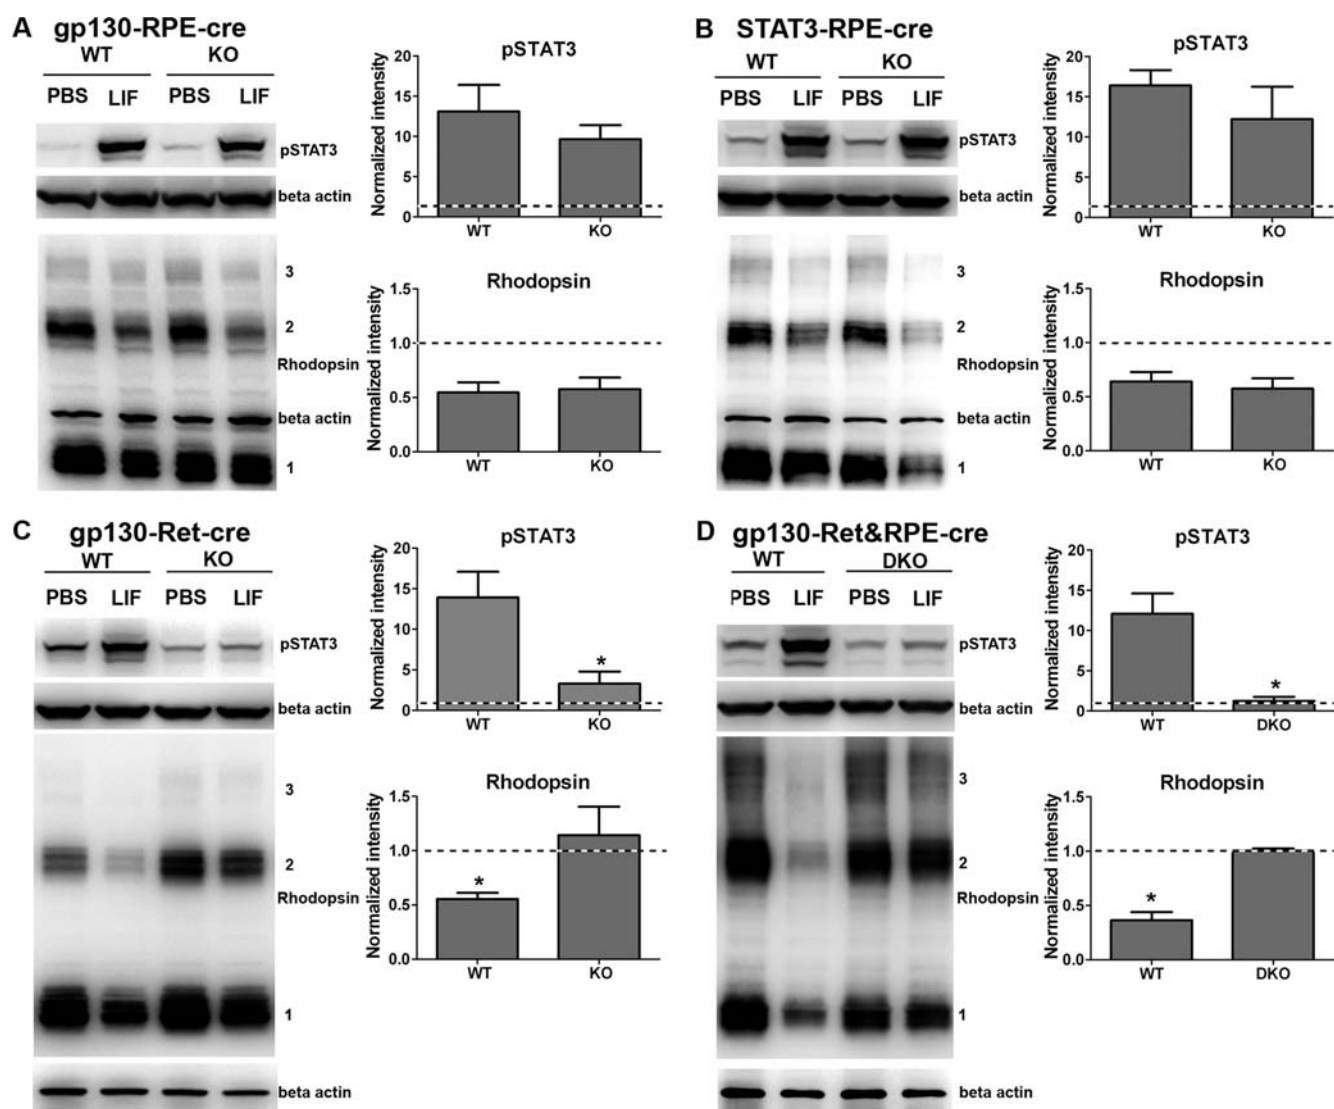 A gp130-RPE-cre
WT KO
PBS LIF PBS LIF
pSTAT3
beta actin
3
2
Rhodopsin
beta actin
1
pSTAT3
Normalized intensity
20
15
10
5
0
WT KO
Rhodopsin
Normalized intensity
1.5
1.0
0.5
0.0
WT KO
B STAT3-RPE-cre
WT KO
PBS LIF PBS LIF
pSTAT3
beta actin
3
2
Rhodopsin
beta actin
1
pSTAT3
Normalized intensity
20
15
10
5
0
WT KO
Rhodopsin
Normalized intensity
1.5
1.0
0.5
0.0
WT KO
C gp130-Ret-cre
WT KO
PBS LIF PBS LIF
pSTAT3
beta actin
3
2
Rhodopsin
1
beta actin
pSTAT3
Normalized intensity
20
15
10
5
0
*
WT KO
Rhodopsin
Normalized intensity
1.5
1.0
0.5
0.0
*
WT KO
D gp130-Ret&RPE-cre
WT DKO
PBS LIF PBS LIF
pSTAT3
beta actin
3
2
Rhodopsin
1
beta actin
pSTAT3
Normalized intensity
20
15
10
5
0
*
WT DKO
Rhodopsin
Normalized intensity
1.5
1.0
0.5
0.0
*
WT DKO